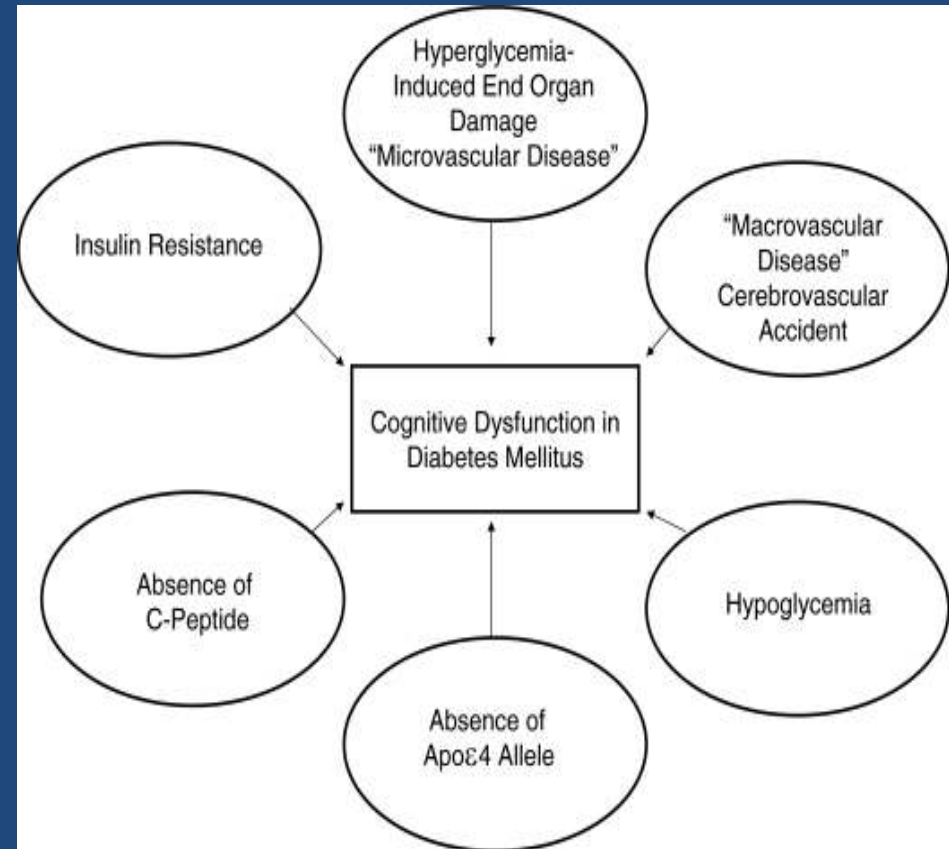 Hyperglycemia-
Induced End Organ
Damage
“Microvascular Disease”
Insulin Resistance
“Macrovascular
Disease”
Cerebrovascular
Accident
Cognitive Dysfunction in
Diabetes Mellitus
Absence of
C-Peptide
Hypoglycemia
Absence of
Apoε4 Allele